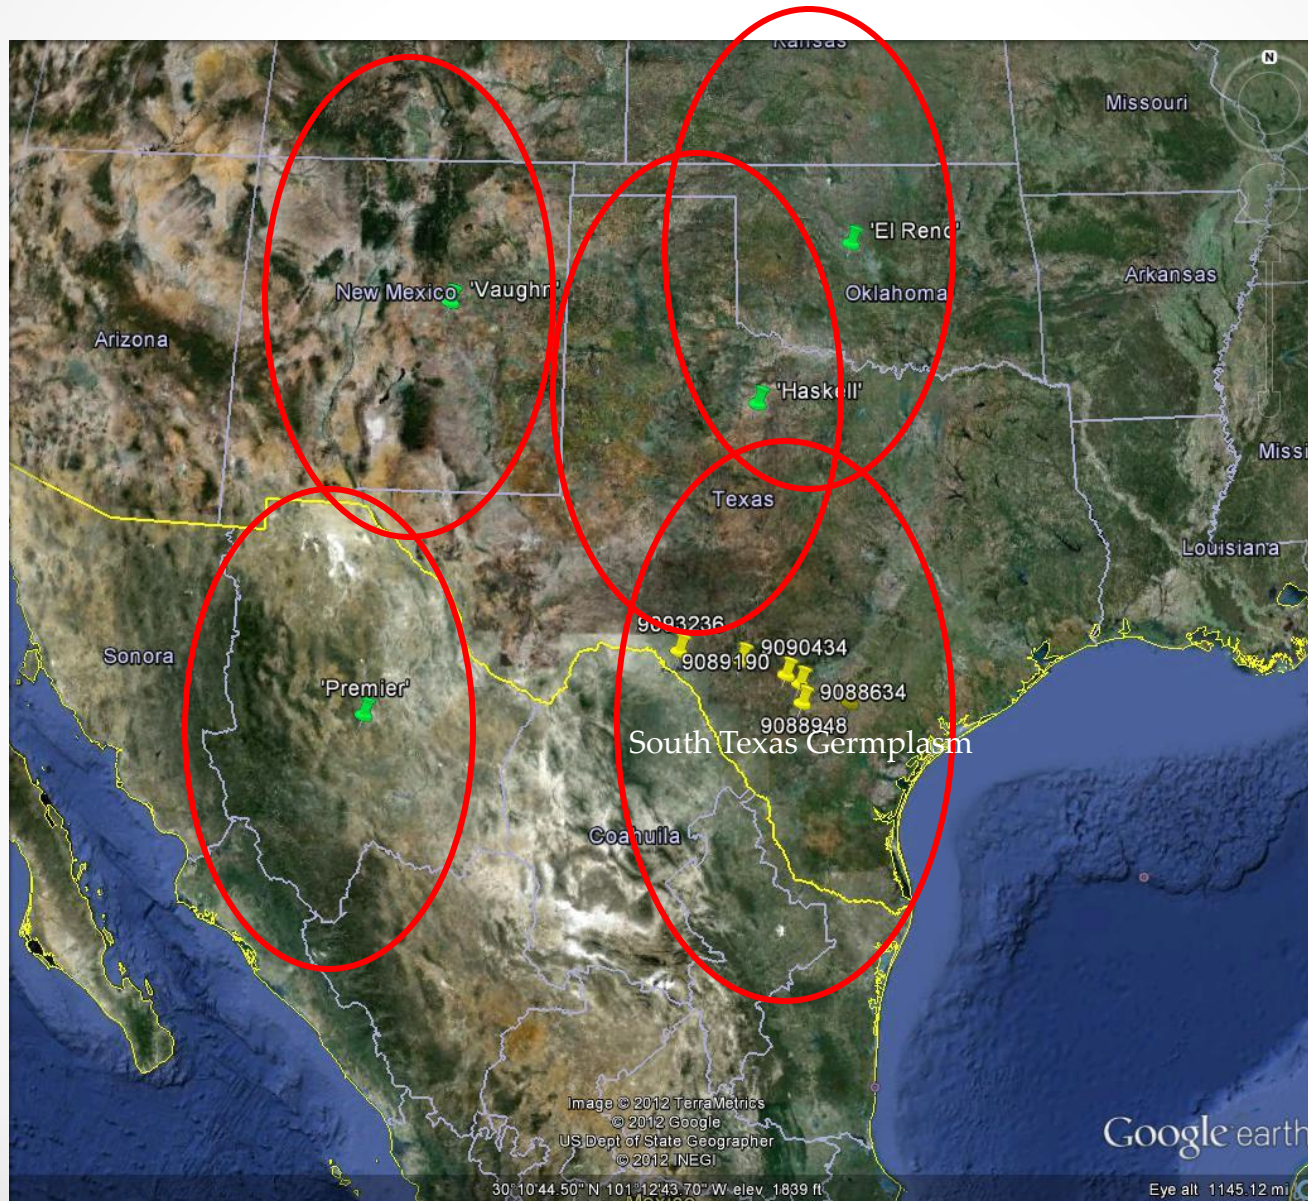 Kansas
N
Missouri
'El Reno'
Arkansas
New Mexico
'Vaughn'
Oklahoma
Arizona
'Haskell'
Missi
Texas
Louisiana
9093236
Sonora
9090434
9089190
'Premier'
9088634
9088948
South Texas Germplasm
Coahuila
Image © 2012 TerraMetrics
© 2012 Google
US Dept of State Geographer
© 2012 INEGI
Google earth
30°10'44.50" N 101°12'43.70" W elev 1839 ft
Eye alt 1145.12 mi
Mexico